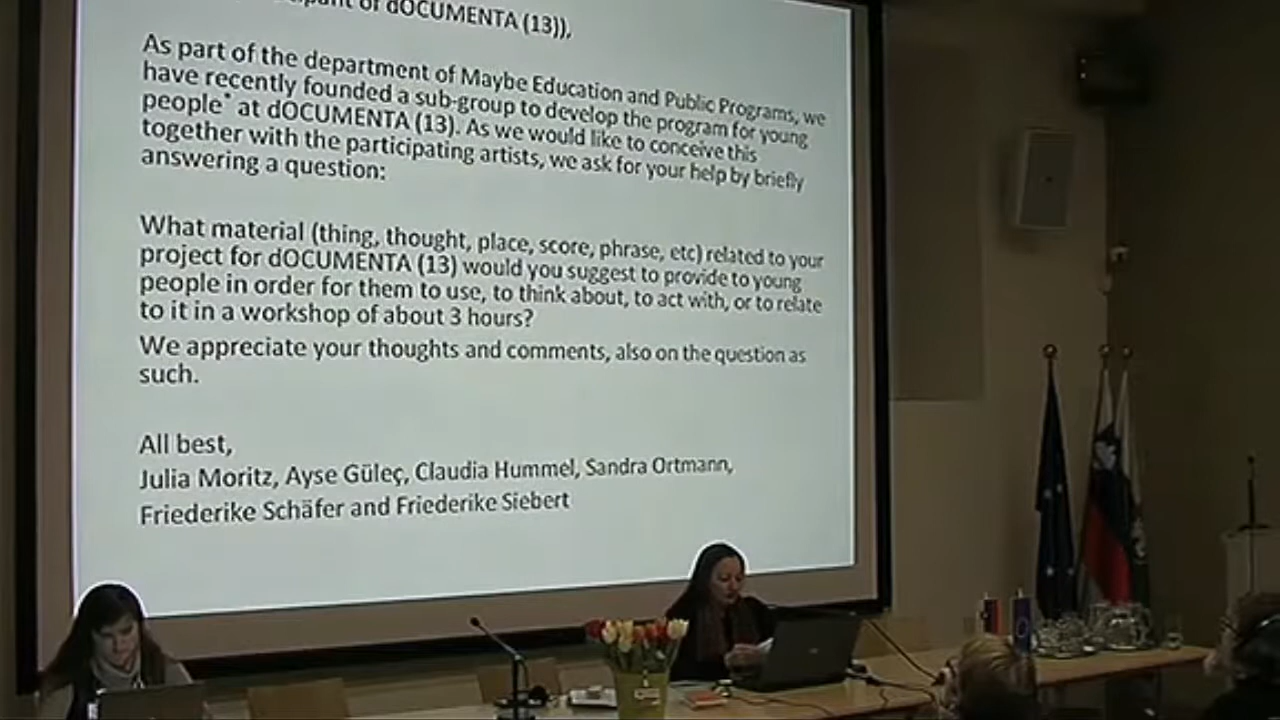 of dOCUMENTA (13)),
As part of the department of Maybe Education and Public Programs, we
have recently founded a sub-group to develop the program for young
people* at dOCUMENTA (13). As we would like to conceive this
together with the participating artists, we ask for your help by briefly
answering a question:
What material (thing, thought, place, score, phrase, etc) related to your
project for dOCUMENTA (13) would you suggest to provide to young
people in order for them to use, to think about, to act with, or to relate
to it in a workshop of about 3 hours?
We appreciate your thoughts and comments, also on the question as
such.
All best,
Julia Moritz, Ayse Güleç, Claudia Hummel, Sandra Ortmann,
Friederike Schäfer and Friederike Siebert